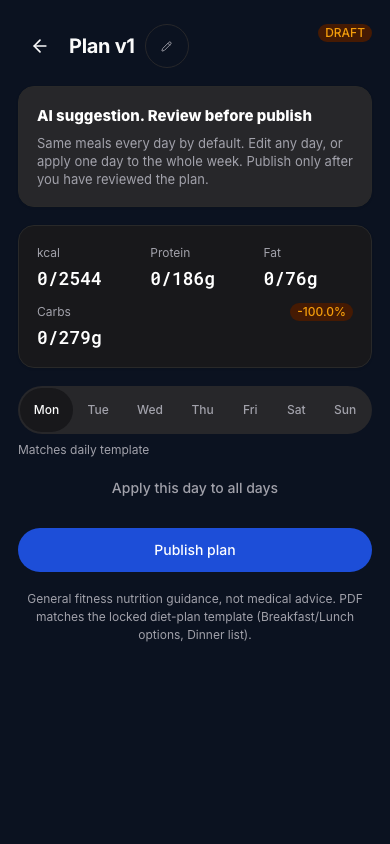 Plan v1
DRAFT
AI suggestion. Review before publish
Same meals every day by default. Edit any day, or
apply one day to the whole week. Publish only after
you have reviewed the plan.
kcal Protein Fat
0/2544 0/186g 0/76g
Carbs -100.0%
0/279g
Mon Tue Wed Thu Fri Sat Sun
Matches daily template
Apply this day to all days
Publish plan
General fitness nutrition guidance, not medical advice. PDF
matches the locked diet-plan template (Breakfast/Lunch
options, Dinner list).